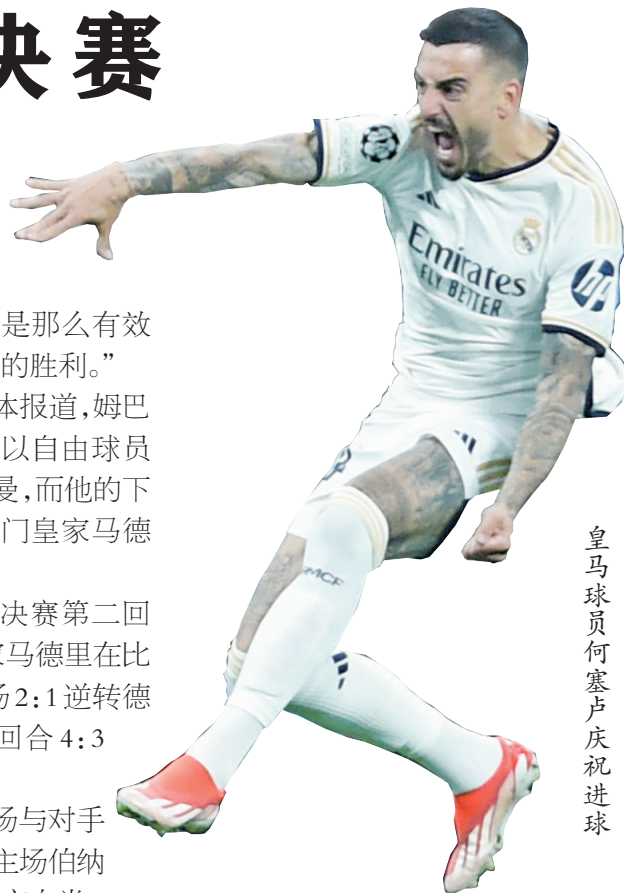 决赛
是那么有效
的胜利。”
体报道,姆巴
以自由球员
曼,而他的下
门皇家马德
决赛第二回
家马德里在比
场2:1逆转德
回合4:3
场与对手
主场伯纳
Emirates
FLY BETTER
hp
RMCF
皇马球员何塞卢庆祝进球